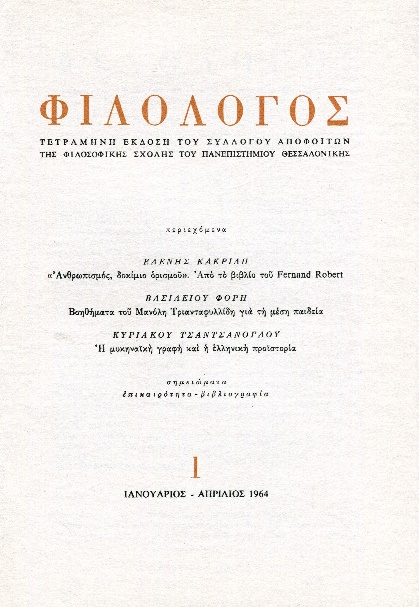 ΦΙΛΟΛΟΓΟΣ
ΤΕΤΡΑΜΗΝΗ ΕΚΔΟΣΗ ΤΟΥ ΣΥΛΛΟΓΟΥ ΑΠΟΦΟΙΤΩΝ
ΤΗΣ ΦΙΛΟΣΟΦΙΚΗΣ ΣΧΟΛΗΣ ΤΟΥ ΠΑΝΕΠΙΣΤΗΜΙΟΥ ΘΕΣΣΑΛΟΝΙΚΗΣ
περιεχόμενα
ΕΛΕΝΗΣ ΚΑΚΡΙΔΗ
«Ἀνθρωπισμός, δοκίμιο ὁρισμοῦ». Ἀπὸ τὸ βιβλίο τοῦ Fernand Robert
ΒΑΣΙΛΕΙΟΥ ΦΟΡΗ
Βοηθήματα τοῦ Μανόλη Τριανταφυλλίδη γιὰ τὴ μέση παιδεία
ΚΥΡΙΑΚΟΥ ΤΣΑΝΤΣΑΝΟΓΛΟΥ
Ἡ μυκηναϊκὴ γραφὴ καὶ ἡ ἑλληνικὴ προϊστορία
σημειώματα
ἐπικαιρότητα - βιβλιογραφία
1
ΙΑΝΟΥΑΡΙΟΣ - ΑΠΡΙΛΙΟΣ 1964